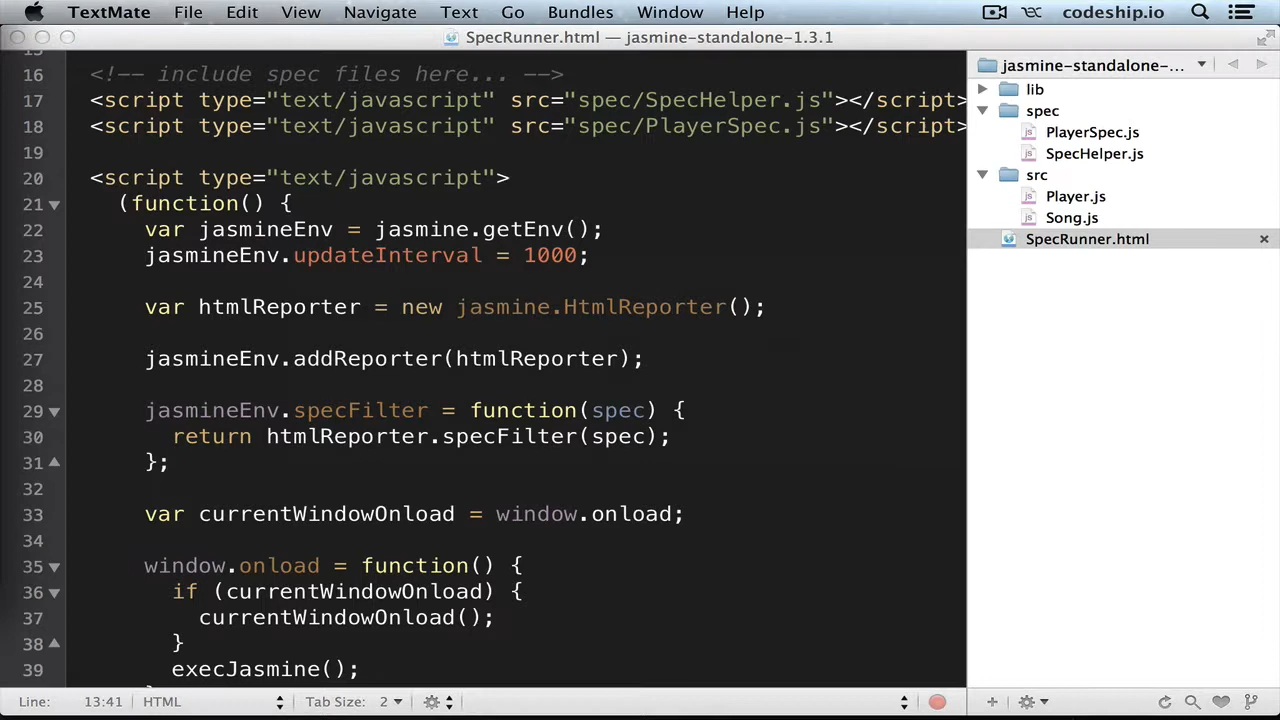 TextMate File Edit View Navigate Text Go Bundles Window Help codeship.io
SpecRunner.html — jasmine-standalone-1.3.1
16 <!-- include spec files here... -->
17 <script type="text/javascript" src="spec/SpecHelper.js"></script>
18 <script type="text/javascript" src="spec/PlayerSpec.js"></script>
19
20 <script type="text/javascript">
21 (function() {
22 var jasmineEnv = jasmine.getEnv();
23 jasmineEnv.updateInterval = 1000;
24
25 var htmlReporter = new jasmine.HtmlReporter();
26
27 jasmineEnv.addReporter(htmlReporter);
28
29 jasmineEnv.specFilter = function(spec) {
30 return htmlReporter.specFilter(spec);
31 };
32
33 var currentWindowOnload = window.onload;
34
35 window.onload = function() {
36 if (currentWindowOnload) {
37 currentWindowOnload();
38 }
39 execJasmine();
jasmine-standalone-...
lib
spec
PlayerSpec.js
SpecHelper.js
src
Player.js
Song.js
SpecRunner.html
Line: 13:41 HTML Tab Size: 2